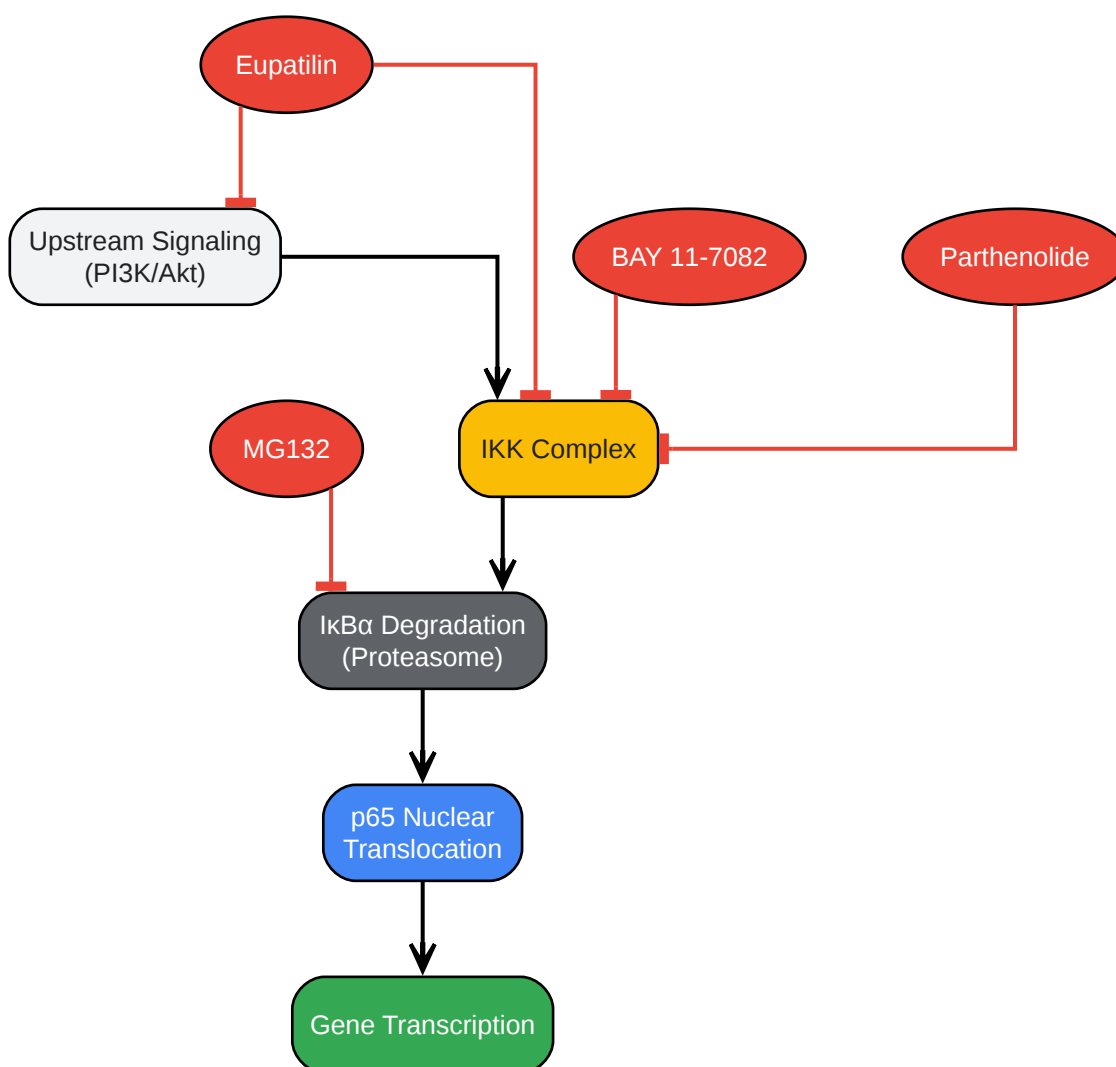 Eupatilin
Upstream Signaling
(PI3K/Akt)
BAY 11-7082
Parthenolide
MG132
IKK Complex
IκBα Degradation
(Proteasome)
p65 Nuclear
Translocation
Gene Transcription